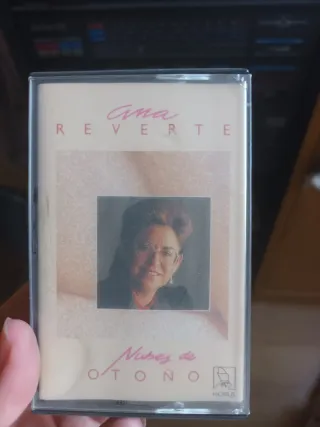 Ana
REVERTE
Nubes de
OTOÑO